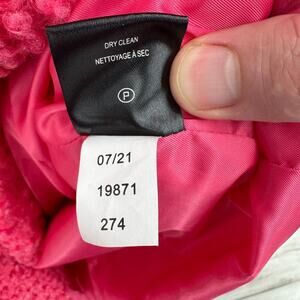 DRY CLEAN
NETTOYAGE À SEC
P
07/21
19871
274